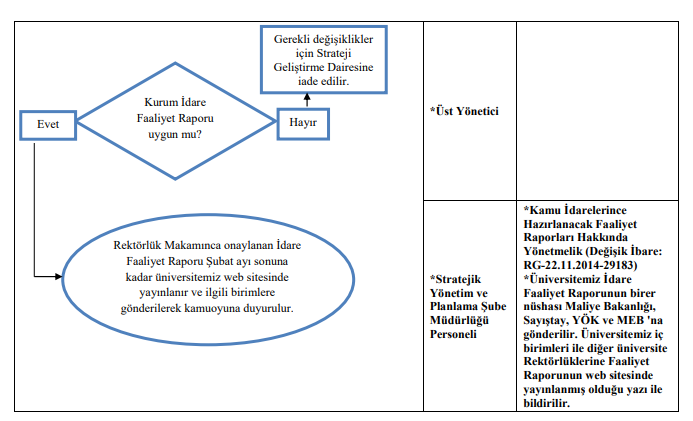 Gerekli değişiklikler
için Strateji
Geliştirme Dairesine
iade edilir.
Kurum İdare
Faaliyet Raporu
uygun mu?
Evet
Hayır
*Üst Yönetici
Rektörlük Makamınca onaylanan İdare
Faaliyet Raporu Şubat ayı sonuna
kadar üniversitemiz web sitesinde
yayınlanır ve ilgili birimlere
gönderilerek kamuoyuna duyurulur.
*Stratejik
Yönetim ve
Planlama Şube
Müdürlüğü
Personeli
*Kamu İdarelerince
Hazırlanacak Faaliyet
Raporları Hakkında
Yönetmelik (Değişik İbare:
RG-22.11.2014-29183)
*Üniversitemiz İdare
Faaliyet Raporunun birer
nüshası Maliye Bakanlığı,
Sayıştay, YÖK ve MEB 'na
gönderilir. Üniversitemiz iç
birimleri ile diğer üniversite
Rektörlüklerine Faaliyet
Raporunun web sitesinde
yayınlanmış olduğu yazı ile
bildirilir.